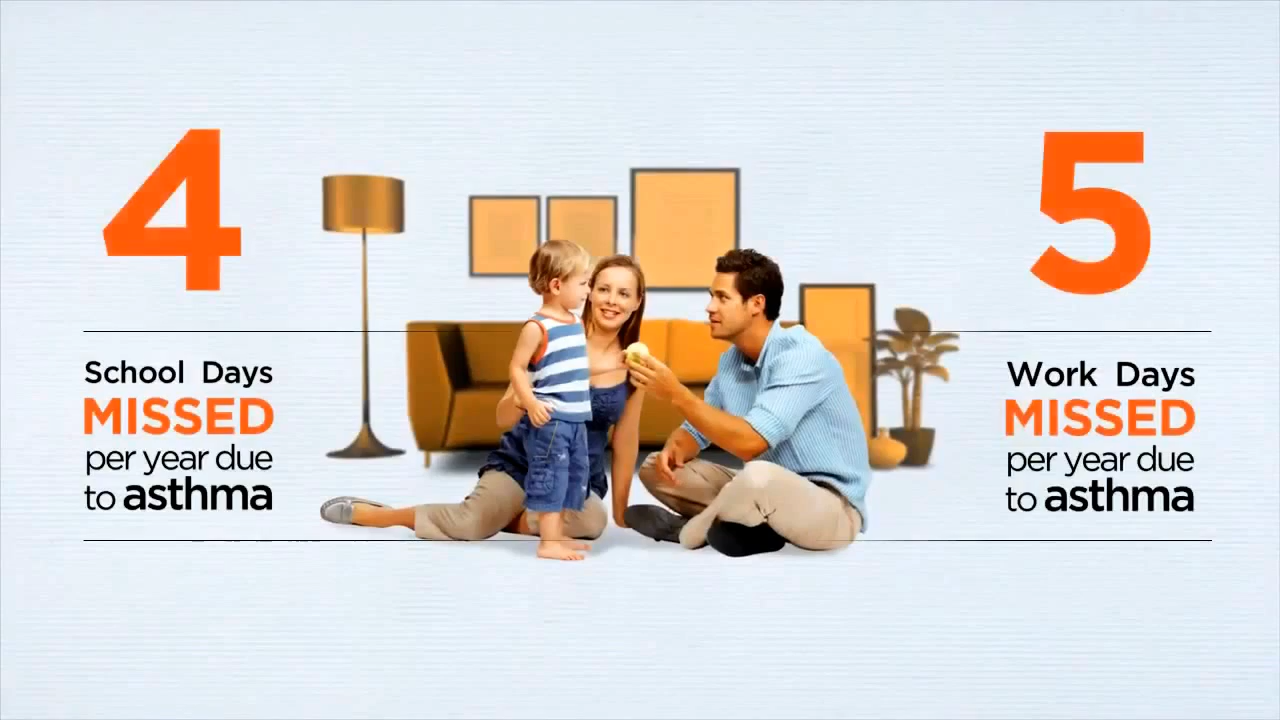 4
School Days
MISSED
per year due
to asthma
5
Work Days
MISSED
per year due
to asthma